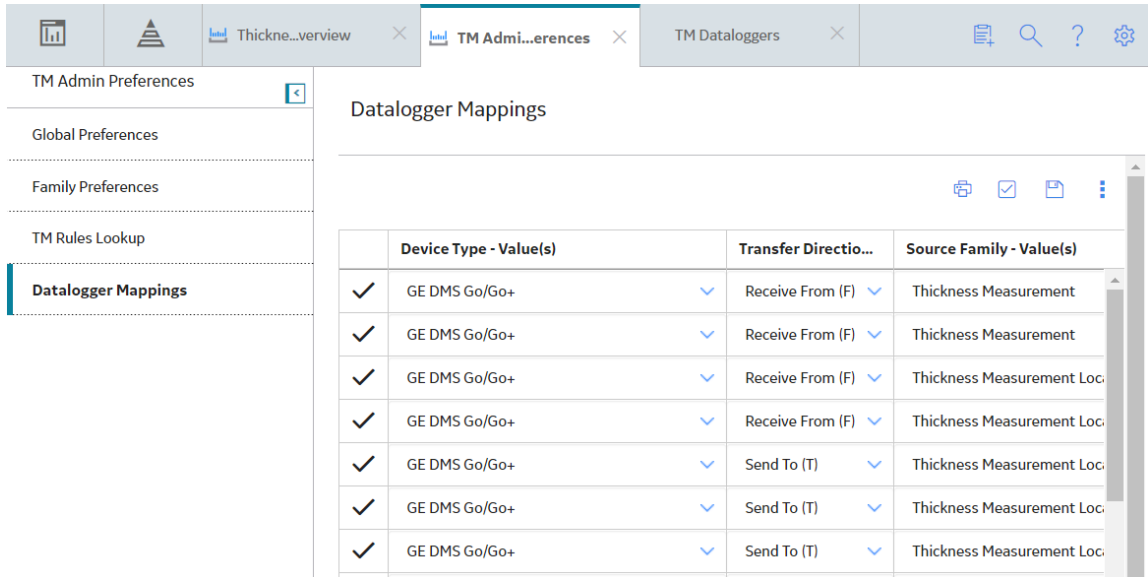 Thickne...verview
TM Admi...erences
TM Dataloggers
TM Admin Preferences
Global Preferences
Family Preferences
TM Rules Lookup
Datalogger Mappings
Datalogger Mappings
Device Type - Value(s) Transfer Directio... Source Family - Value(s)
GE DMS Go/Go+ Receive From (F) Thickness Measurement
GE DMS Go/Go+ Receive From (F) Thickness Measurement
GE DMS Go/Go+ Receive From (F) Thickness Measurement Loca
GE DMS Go/Go+ Receive From (F) Thickness Measurement Loca
GE DMS Go/Go+ Send To (T) Thickness Measurement Loca
GE DMS Go/Go+ Send To (T) Thickness Measurement Loca
GE DMS Go/Go+ Send To (T) Thickness Measurement Loca